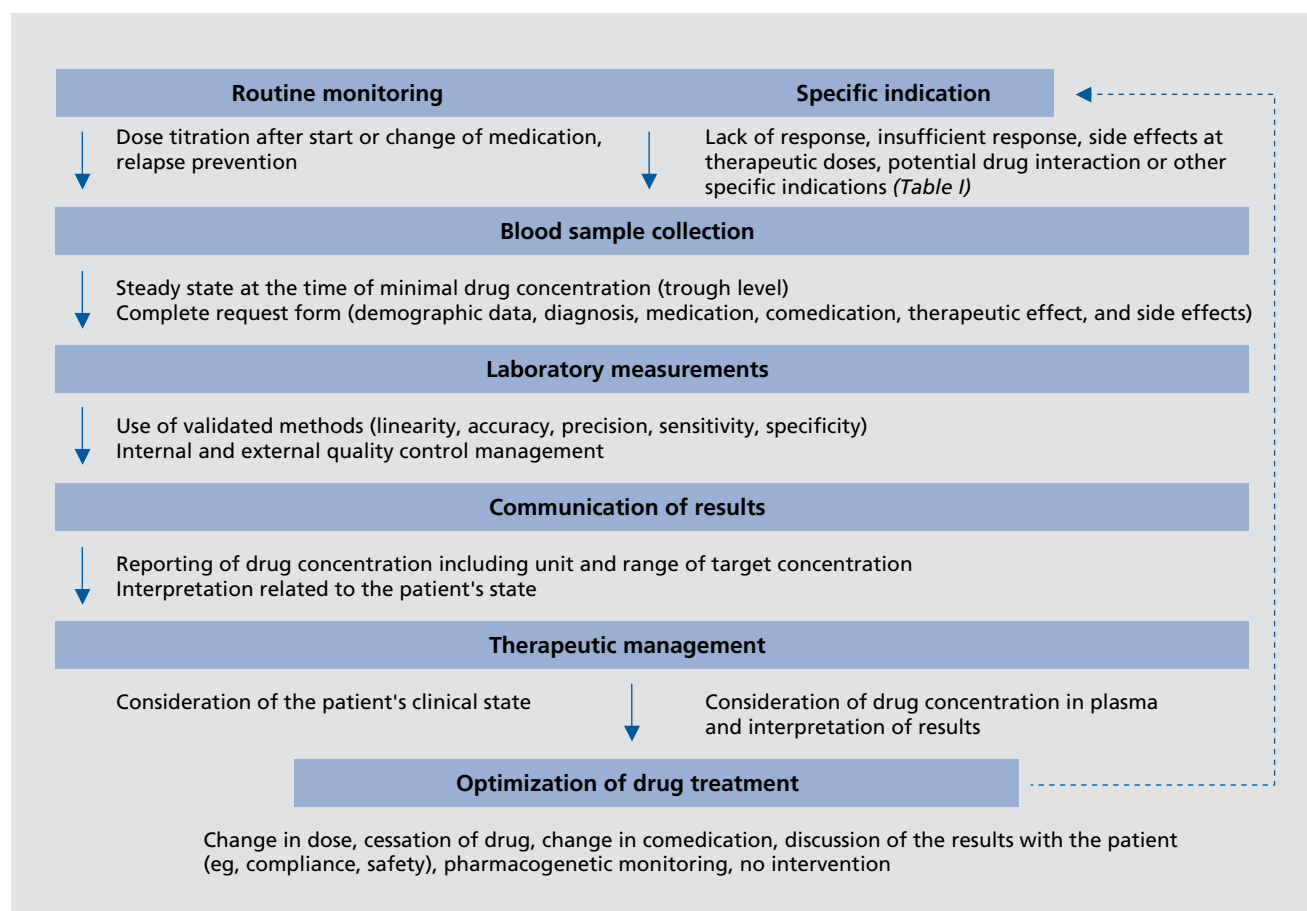 Routine monitoring
Specific indication
Dose titration after start or change of medication,
relapse prevention
Lack of response, insufficient response, side effects at
therapeutic doses, potential drug interaction or other
specific indications (Table I)
Blood sample collection
Steady state at the time of minimal drug concentration (trough level)
Complete request form (demographic data, diagnosis, medication, comedication, therapeutic effect, and side effects)
Laboratory measurements
Use of validated methods (linearity, accuracy, precision, sensitivity, specificity)
Internal and external quality control management
Communication of results
Reporting of drug concentration including unit and range of target concentration
Interpretation related to the patient's state
Therapeutic management
Consideration of the patient's clinical state
Consideration of drug concentration in plasma
and interpretation of results
Optimization of drug treatment
Change in dose, cessation of drug, change in comedication, discussion of the results with the patient
(eg, compliance, safety), pharmacogenetic monitoring, no intervention